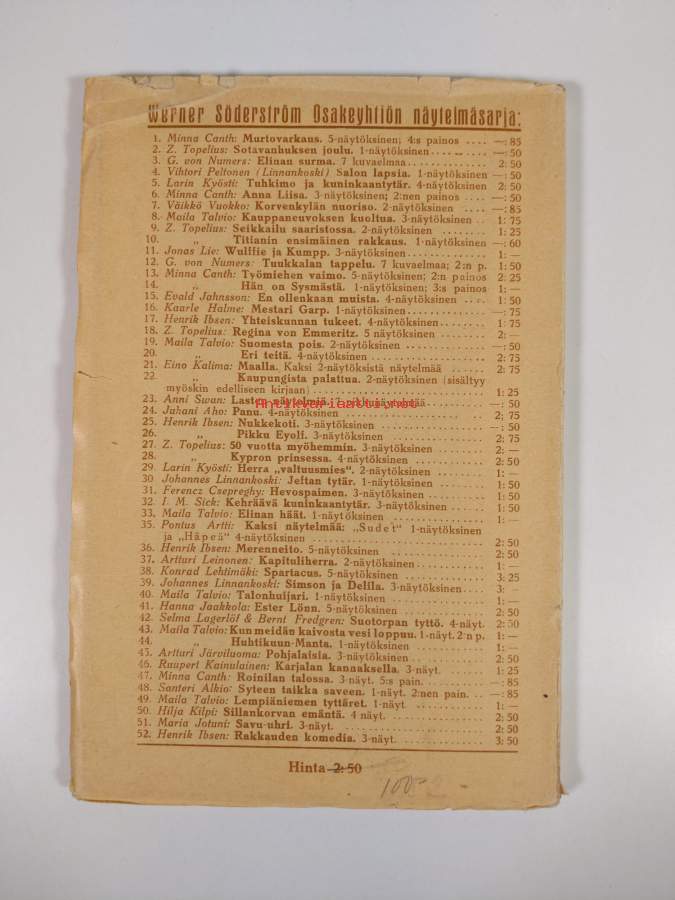 Werner Söderström Osakeyhtiön näytelmäsarja:
1. Minna Canth: Murtovarkaus. 5-näytöksinen; 4:s painos .... —: 85
2. Z. Topelius: Sotavanhuksen joulu. 1-näytöksinen ........ —: 50
3. G. von Numers: Elinan surma. 7 kuvaelmaa .............. 2: 50
4. Vihtori Peltonen (Linnankoski) Salon lapsia. 1-näytöksinen —: 50
5. Larin Kyösti: Tuhkimo ja kuninkaantytär. 4-näytöksinen 2: 50
6. Minna Canth: Anna Liisa. 3-näytöksinen; 2:nen painos .... —: 50
7. Väikkö Vuokko: Korvenkylän nuoriso. 2-näytöksinen ...... —: 85
8. Maila Talvio: Kauppaneuvoksen kuoltua. 3-näytöksinen .. 1: 75
9. Z. Topelius: Seikkailu saaristossa. 2-näytöksinen ........ 1: 25
10. „ Titianin ensimäinen rakkaus. 1-näytöksinen —: 60
11. Jonas Lie: Wulffie ja Kumpp. 3-näytöksinen .............. 1: —
12. G. von Numers: Tuukkalan tappelu. 7 kuvaelmaa; 2:n p. 1: 50
13. Minna Canth: Työmiehen vaimo. 5-näytöksinen; 2:n painos 2: 25
14. „ Hän on Sysmästä. 1-näytöksinen; 3:s painos 1: —
15. Evald Jahnsson: En ollenkaan muista. 4-näytöksinen .... 1: 50
16. Kaarle Halme: Mestari Garp. 1-näytöksinen .............. —: 75
17. Henrik Ibsen: Yhteiskunnan tukeet. 4-näytöksinen ........ 1: 75
18. Z. Topelius: Regina von Emmeritz. 5 näytöksinen ........ 2: —
19. Maila Talvio: Suomesta pois. 2-näytöksinen .............. —: 50
20. „ Eri teitä. 4-näytöksinen .................. 2: 75
21. Eino Kalima: Maalla. Kaksi 2-näytöksistä näytelmää ...... 2: 75
22. „ Kaupungista palattua. 2-näytöksinen (sisältyy
myöskin edelliseen kirjaan) .......................... 1: 25
23. Anni Swan: Lasten näytelmiä. 7 pikkunäytelmää .......... —: 50
24. Juhani Aho: Panu. 4-näytöksinen ...................... 2; 75
25. Henrik Ibsen: Nukkekoti. 3-näytöksinen ................ —: 50
26. „ Pikku Eyolf. 3-näytöksinen ................ 2: 75
27. Z. Topelius: 50 vuotta myöhemmin. 3-näytöksinen ........ 2: —
28. „ Kypron prinsessa. 4-näytöksinen ............ 2: 50
29. Larin Kyösti: Herra „valtuusmies". 2-näytöksinen ........ 1: —
30 Johannes Linnankoski: Jeftan tytär. 1-näytöksinen ........ 1: 50
31. Ferencz Csepreghy: Hevospaimen. 3-näytöksinen .......... 1: 50
32. I. M. Sick: Kehräävä kuninkaantytär. 3-näytöksinen ...... 1: 50
33. Maila Talvio: Elinan häät. 1-näytöksinen ................ 1: —
35. Pontus Artti: Kaksi näytelmää: „Sudet" 1-näytöksinen
ja „Häpeä" 4-näytöksinen .......................... 2: 50
36. Henrik Ibsen: Merenneito. 5-näytöksinen ................ 2: 50
37. Artturi Leinonen: Kapituliherra. 2-näytöksinen .......... 1: —
38. Konrad Lehtimäki: Spartacus. 5-näytöksinen .............. 3: 25
39. Johannes Linnankoski: Simson ja Delila. 3-näytöksinen .... 3: —
40. Maila Talvio: Talonhuijari. 1-näytöksinen .............. 1: —
41. Hanna Jaakkola: Ester Lönn. 5-näytöksinen .............. 2: 50
42. Selma Lagerlöf & Bernt Fredgren: Suotorpan tyttö. 4-näyt. 2: 50
43. Maila Talvio: Kun meidän kaivosta vesi loppuu. 1-näyt. 2:n p. 1: —
44. „ Huhtikuun-Manta. 1-näytöksinen ............ 1: —
45. Artturi Järviluoma: Pohjalaisia. 3-näytöksinen ............ 2: 50
46. Ruupert Kainulainen: Karjalan kannaksella. 3-näyt. ...... 1: 25
47. Minna Canth: Roinilan talossa. 3-näyt. 5:s pain. .......... —: 85
48. Santeri Alkio: Syteen taikka saveen. 1-näyt. 2:nen pain. .. —: 85
49. Maila Talvio: Lempiäniemen tyttäret. 1-näyt ............ 1: —
50. Hilja Kilpi: Sillankorvan emäntä. 4 näyt. ................ 2: 50
51. Maria Jotuni: Savu-uhri. 3-näyt. ...................... 2: 50
52. Henrik Ibsen: Rakkauden komedia. 3-näyt. .............. 3: 50
Hinta 2: 50
100-
Antikvariaatti.net